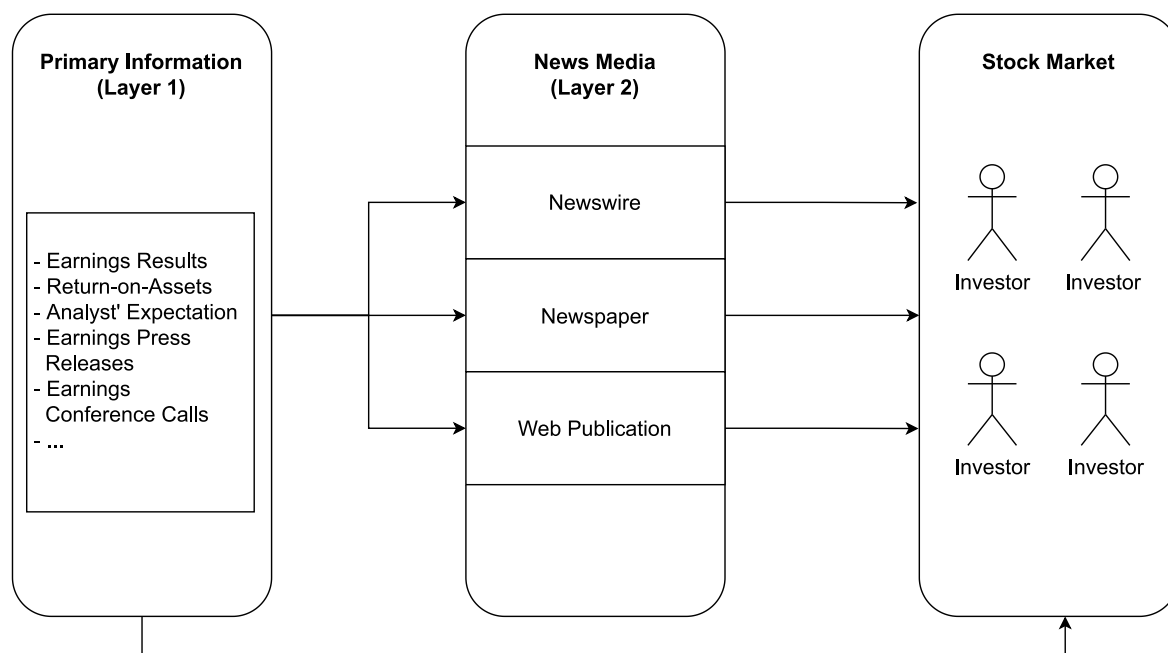 Primary Information
(Layer 1)
- Earnings Results
- Return-on-Assets
- Analyst' Expectation
- Earnings Press
Releases
- Earnings
Conference Calls
- ...
News Media
(Layer 2)
Newswire
Newspaper
Web Publication
Stock Market
Investor Investor
Investor Investor